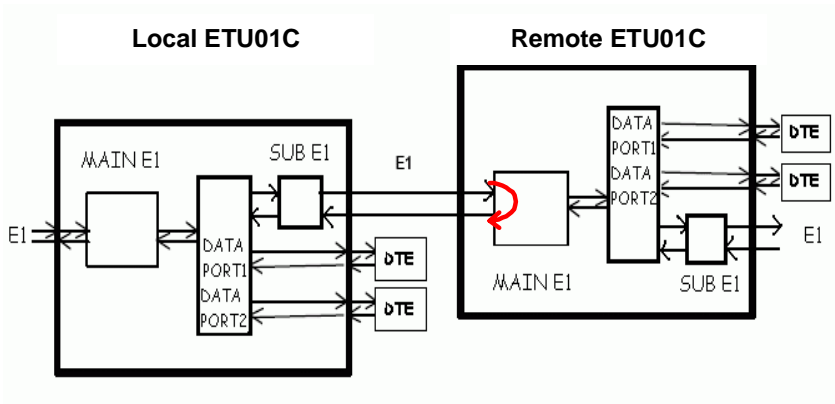 Local ETU01C
Remote ETU01C
MAIN E1
SUB E1
E1
E1
DATA
PORT1
DATA
PORT2
DTE
DTE
MAIN E1
DATA
PORT1
DATA
PORT2
DTE
DTE
SUB E1
E1